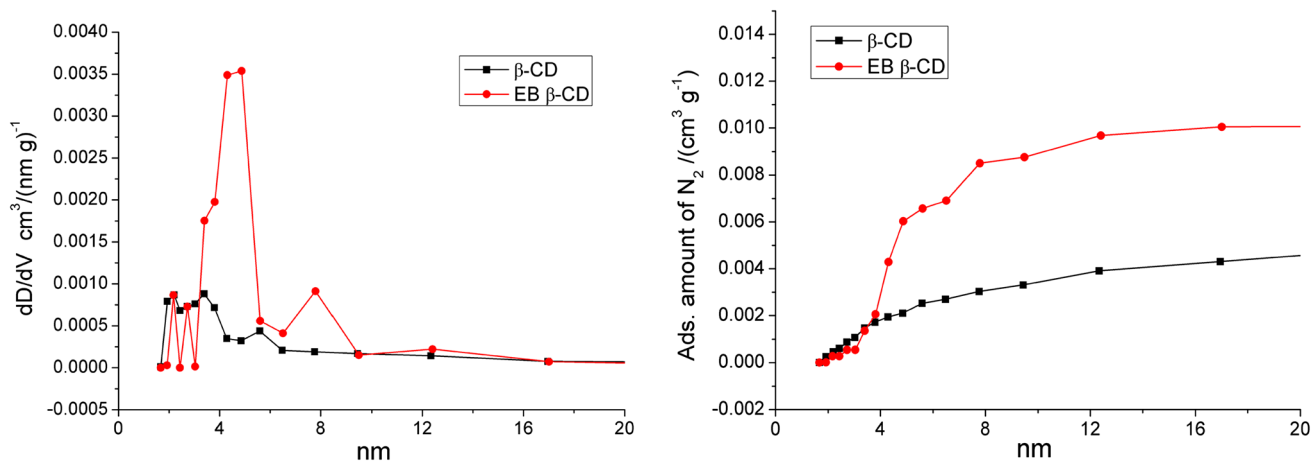 0.0040
0.0035
0.0030
0.0025
0.0020
0.0015
0.0010
0.0005
0.0000
-0.0005
dD/dV cm³/(nm g)⁻¹
β-CD
EB β-CD
0 4 8 12 16 20
nm
0.014
0.012
0.010
0.008
0.006
0.004
0.002
0.000
-0.002
Ads. amount of N₂ /(cm³ g⁻¹)
β-CD
EB β-CD
0 4 8 12 16 20
nm